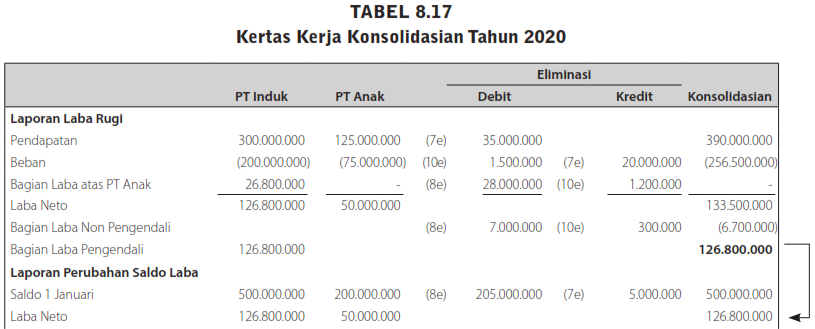 TABEL 8.17
Kertas Kerja Konsolidasian Tahun 2020
Eliminasi
PT Induk PT Anak Debit Kredit Konsolidasian
Laporan Laba Rugi
Pendapatan 300.000.000 125.000.000 (7e) 35.000.000 390.000.000
Beban (200.000.000) (75.000.000) (10e) 1.500.000 (7e) 20.000.000 (256.500.000)
Bagian Laba atas PT Anak 26.800.000 - (8e) 28.000.000 (10e) 1.200.000 -
Laba Neto 126.800.000 50.000.000 133.500.000
Bagian Laba Non Pengendali (8e) 7.000.000 (10e) 300.000 (6.700.000)
Bagian Laba Pengendali 126.800.000 126.800.000
Laporan Perubahan Saldo Laba
Saldo 1 Januari 500.000.000 200.000.000 (8e) 205.000.000 (7e) 5.000.000 500.000.000
Laba Neto 126.800.000 50.000.000 126.800.000